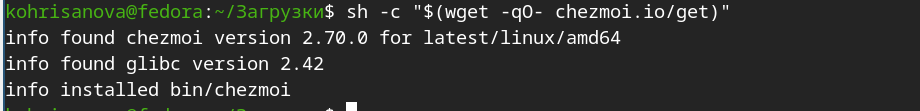 kohrisanova@fedora:~/Загрузки$ sh -c "$(wget -qO- chezmoi.io/get)"
info found chezmoi version 2.70.0 for latest/linux/amd64
info found glibc version 2.42
info installed bin/chezmoi